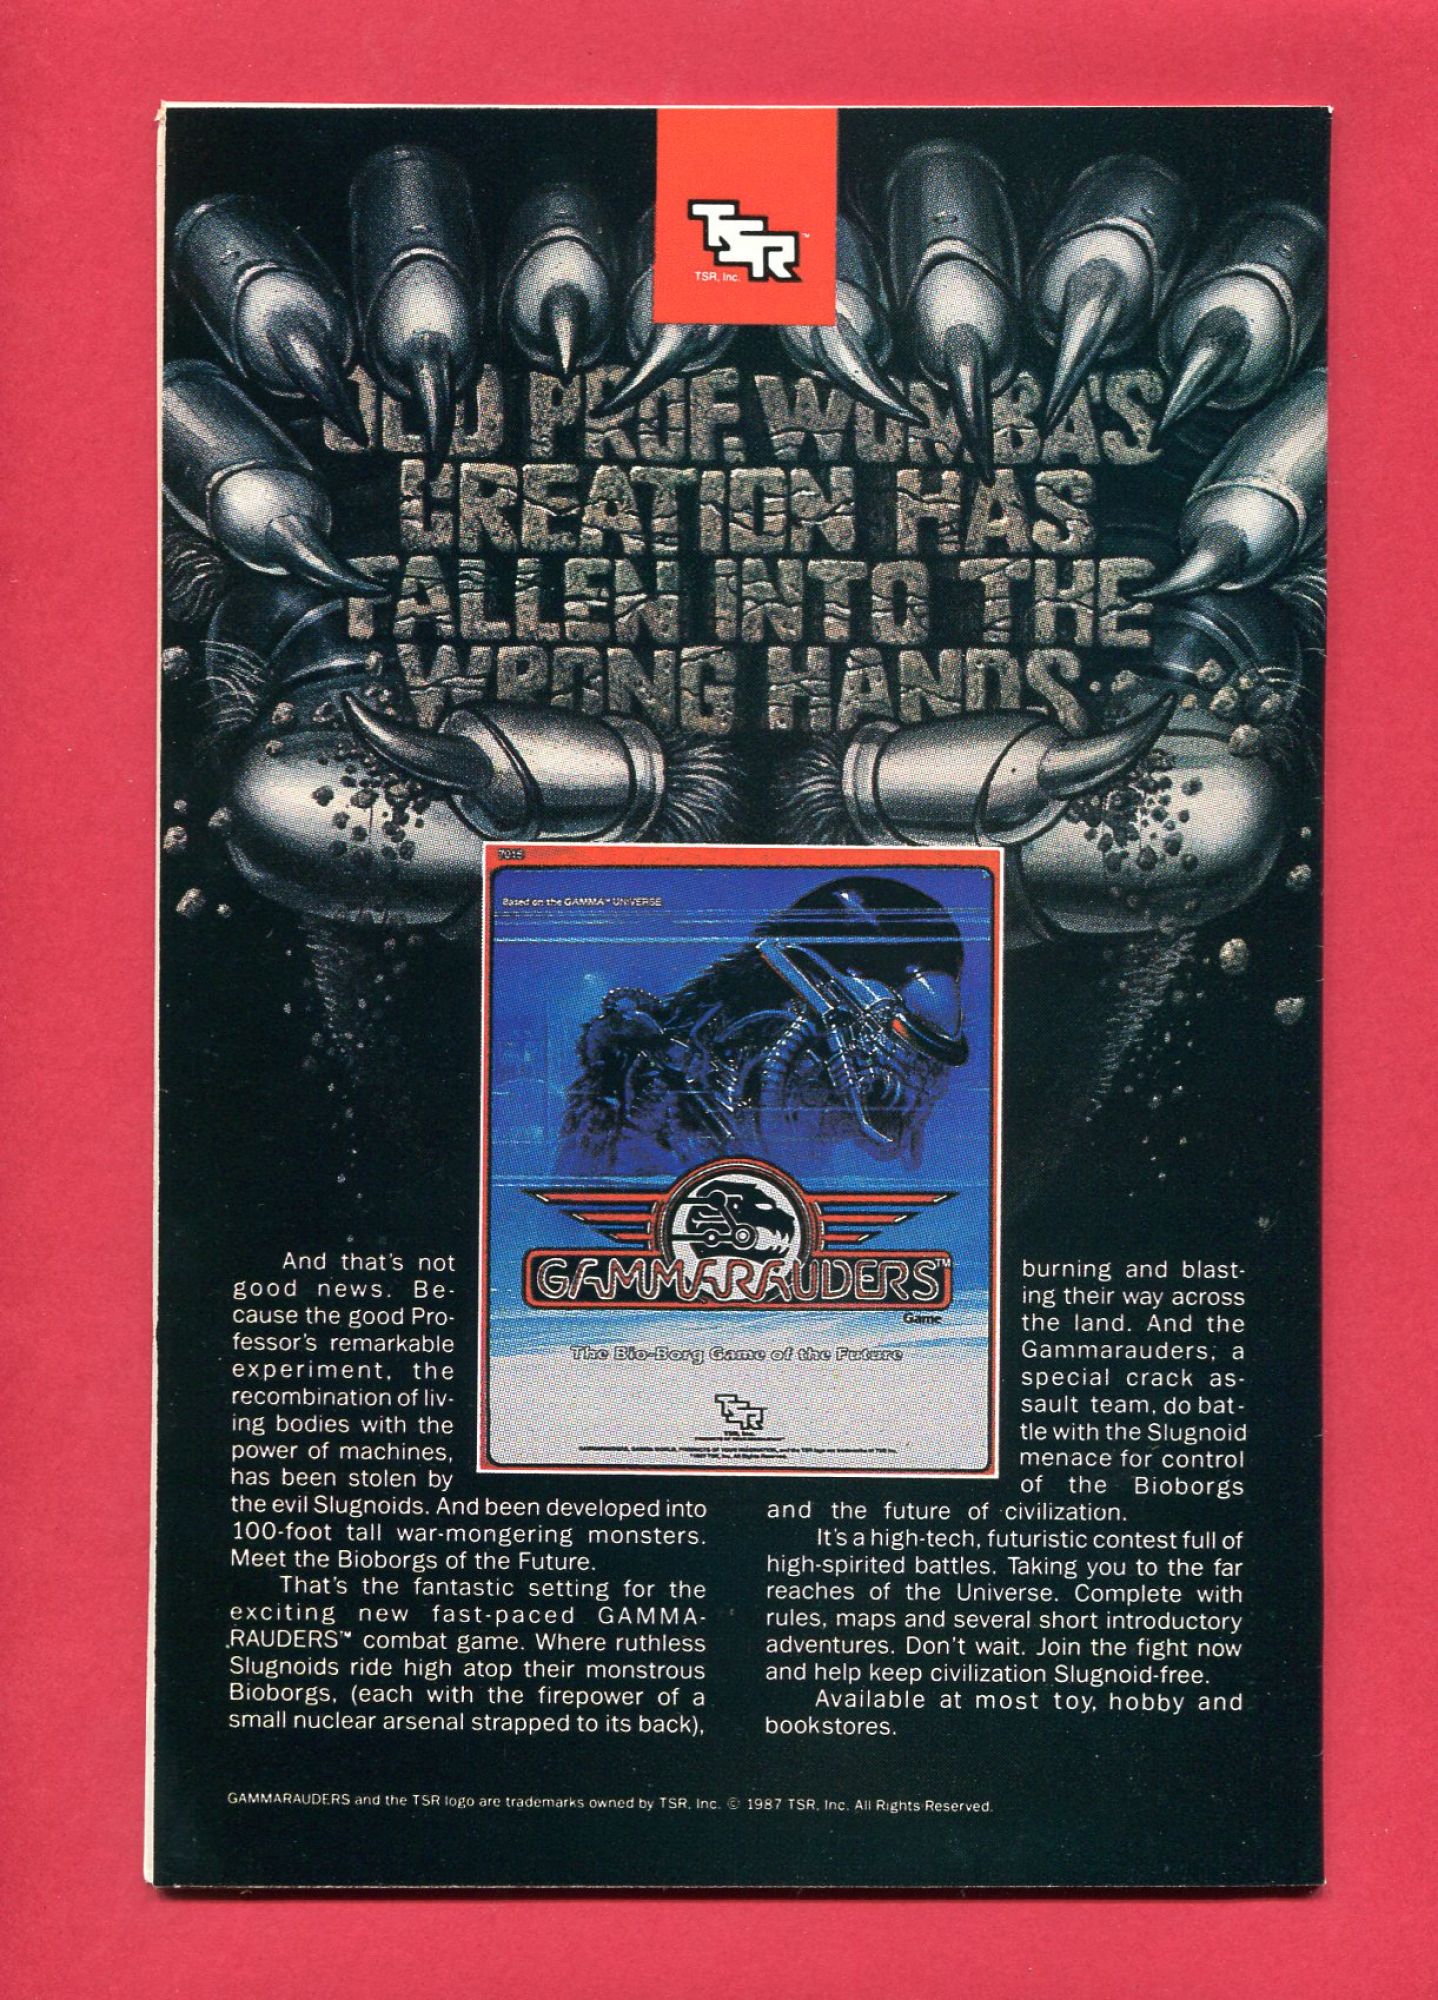 TSR
TSR, Inc.
OLD PROF. WOMBA'S
CREATION HAS
FALLEN INTO THE
WRONG HANDS
7015
Based on the GAMMA™ UNIVERSE
GAMMARAUDERS™
Game
The Bio-Borg Game of the Future
TSR
TSR, Inc.
And that's not
good news. Be-
cause the good Pro-
fessor's remarkable
experiment, the
recombination of liv-
ing bodies with the
power of machines,
has been stolen by
the evil Slugnoids. And been developed into
100-foot tall war-mongering monsters.
Meet the Bioborgs of the Future.
That's the fantastic setting for the
exciting new fast-paced GAMMA-
RAUDERS™ combat game. Where ruthless
Slugnoids ride high atop their monstrous
Bioborgs, (each with the firepower of a
small nuclear arsenal strapped to its back),
burning and blast-
ing their way across
the land. And the
Gammarauders, a
special crack as-
sault team, do bat-
tle with the Slugnoid
menace for control
of the Bioborgs
and the future of civilization.
It's a high-tech, futuristic contest full of
high-spirited battles. Taking you to the far
reaches of the Universe. Complete with
rules, maps and several short introductory
adventures. Don't wait. Join the fight now
and help keep civilization Slugnoid-free.
Available at most toy, hobby and
bookstores.
GAMMARAUDERS and the TSR logo are trademarks owned by TSR, Inc. © 1987 TSR, Inc. All Rights Reserved.